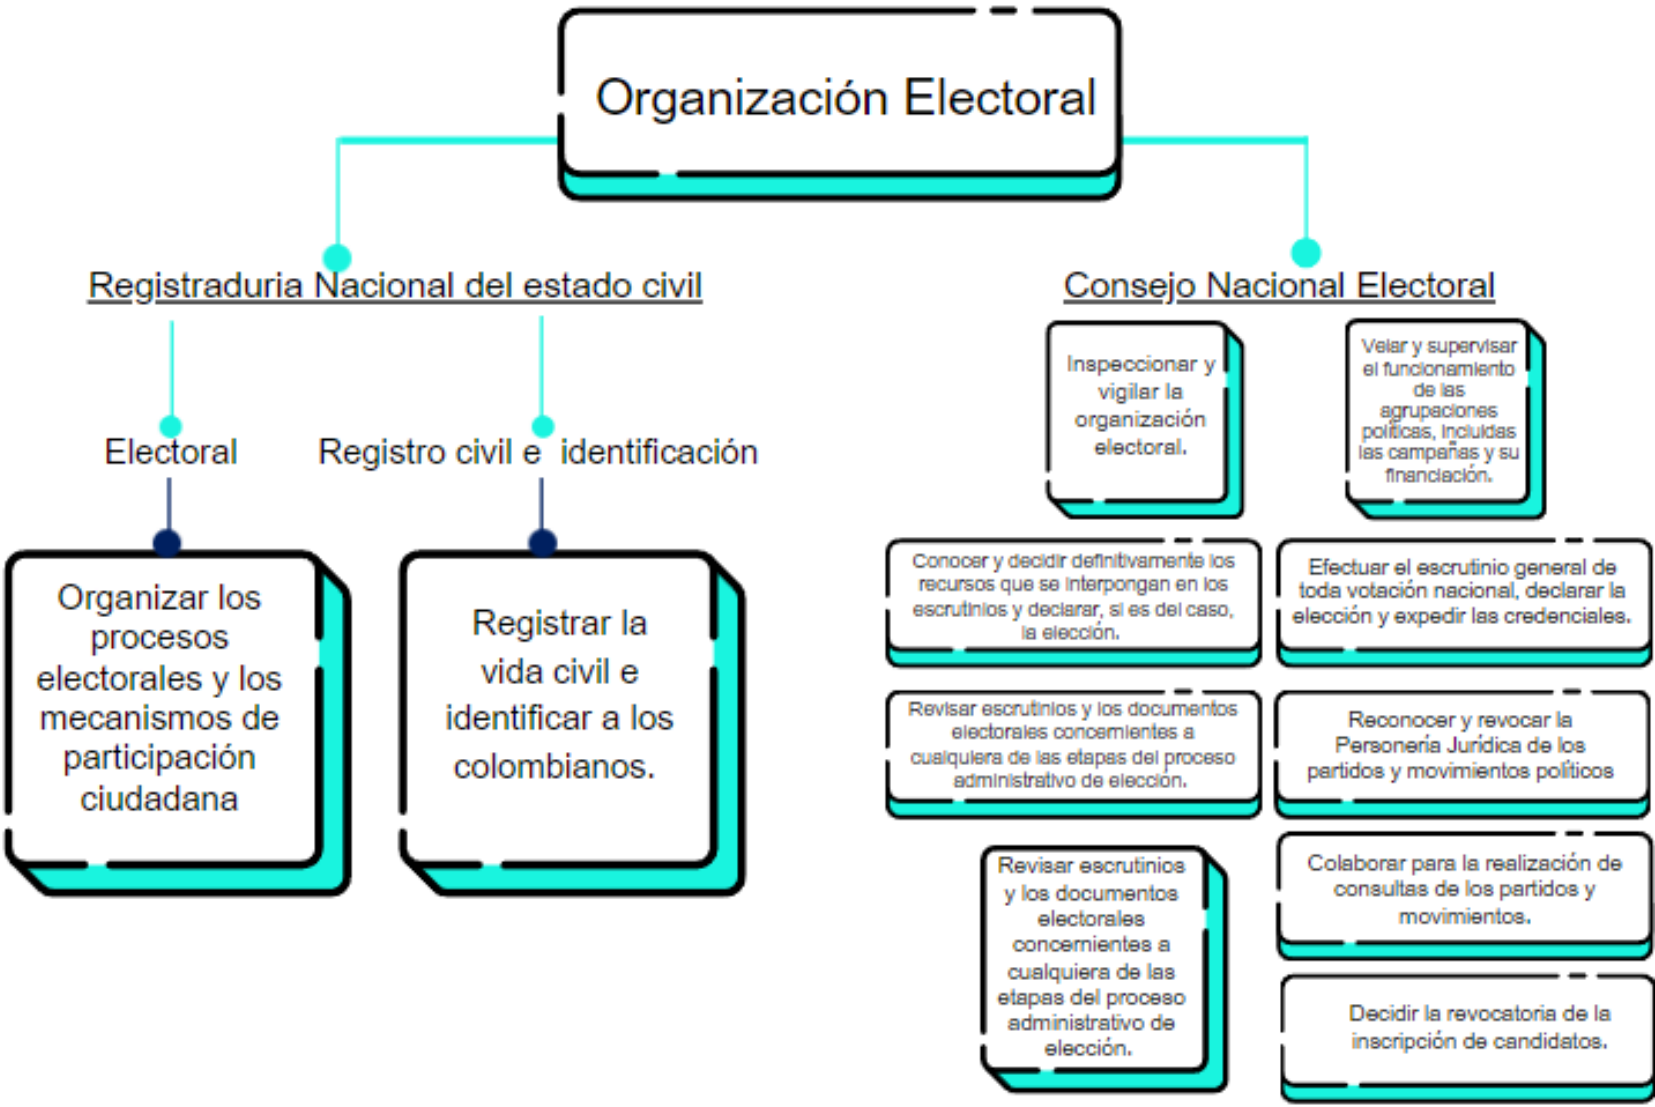 Organización Electoral
Registraduria Nacional del estado civil
Electoral
Registro civil e identificación
Organizar los
procesos
electorales y los
mecanismos de
participación
ciudadana
Registrar la
vida civil e
identificar a los
colombianos.
Consejo Nacional Electoral
Inspeccionar y
vigilar la
organización
electoral.
Velar y supervisar
el funcionamiento
de las
agrupaciones
políticas, incluidas
las campañas y su
financiación.
Conocer y decidir definitivamente los
recursos que se interpongan en los
escrutinios y declarar, si es del caso,
la elección.
Efectuar el escrutinio general de
toda votación nacional, declarar la
elección y expedir las credenciales.
Revisar escrutinios y los documentos
electorales concernientes a
cualquiera de las etapas del proceso
administrativo de elección.
Reconocer y revocar la
Personería Jurídica de los
partidos y movimientos políticos
Revisar escrutinios
y los documentos
electorales
concernientes a
cualquiera de las
etapas del proceso
administrativo de
elección.
Colaborar para la realización de
consultas de los partidos y
movimientos.
Decidir la revocatoria de la
inscripción de candidatos.